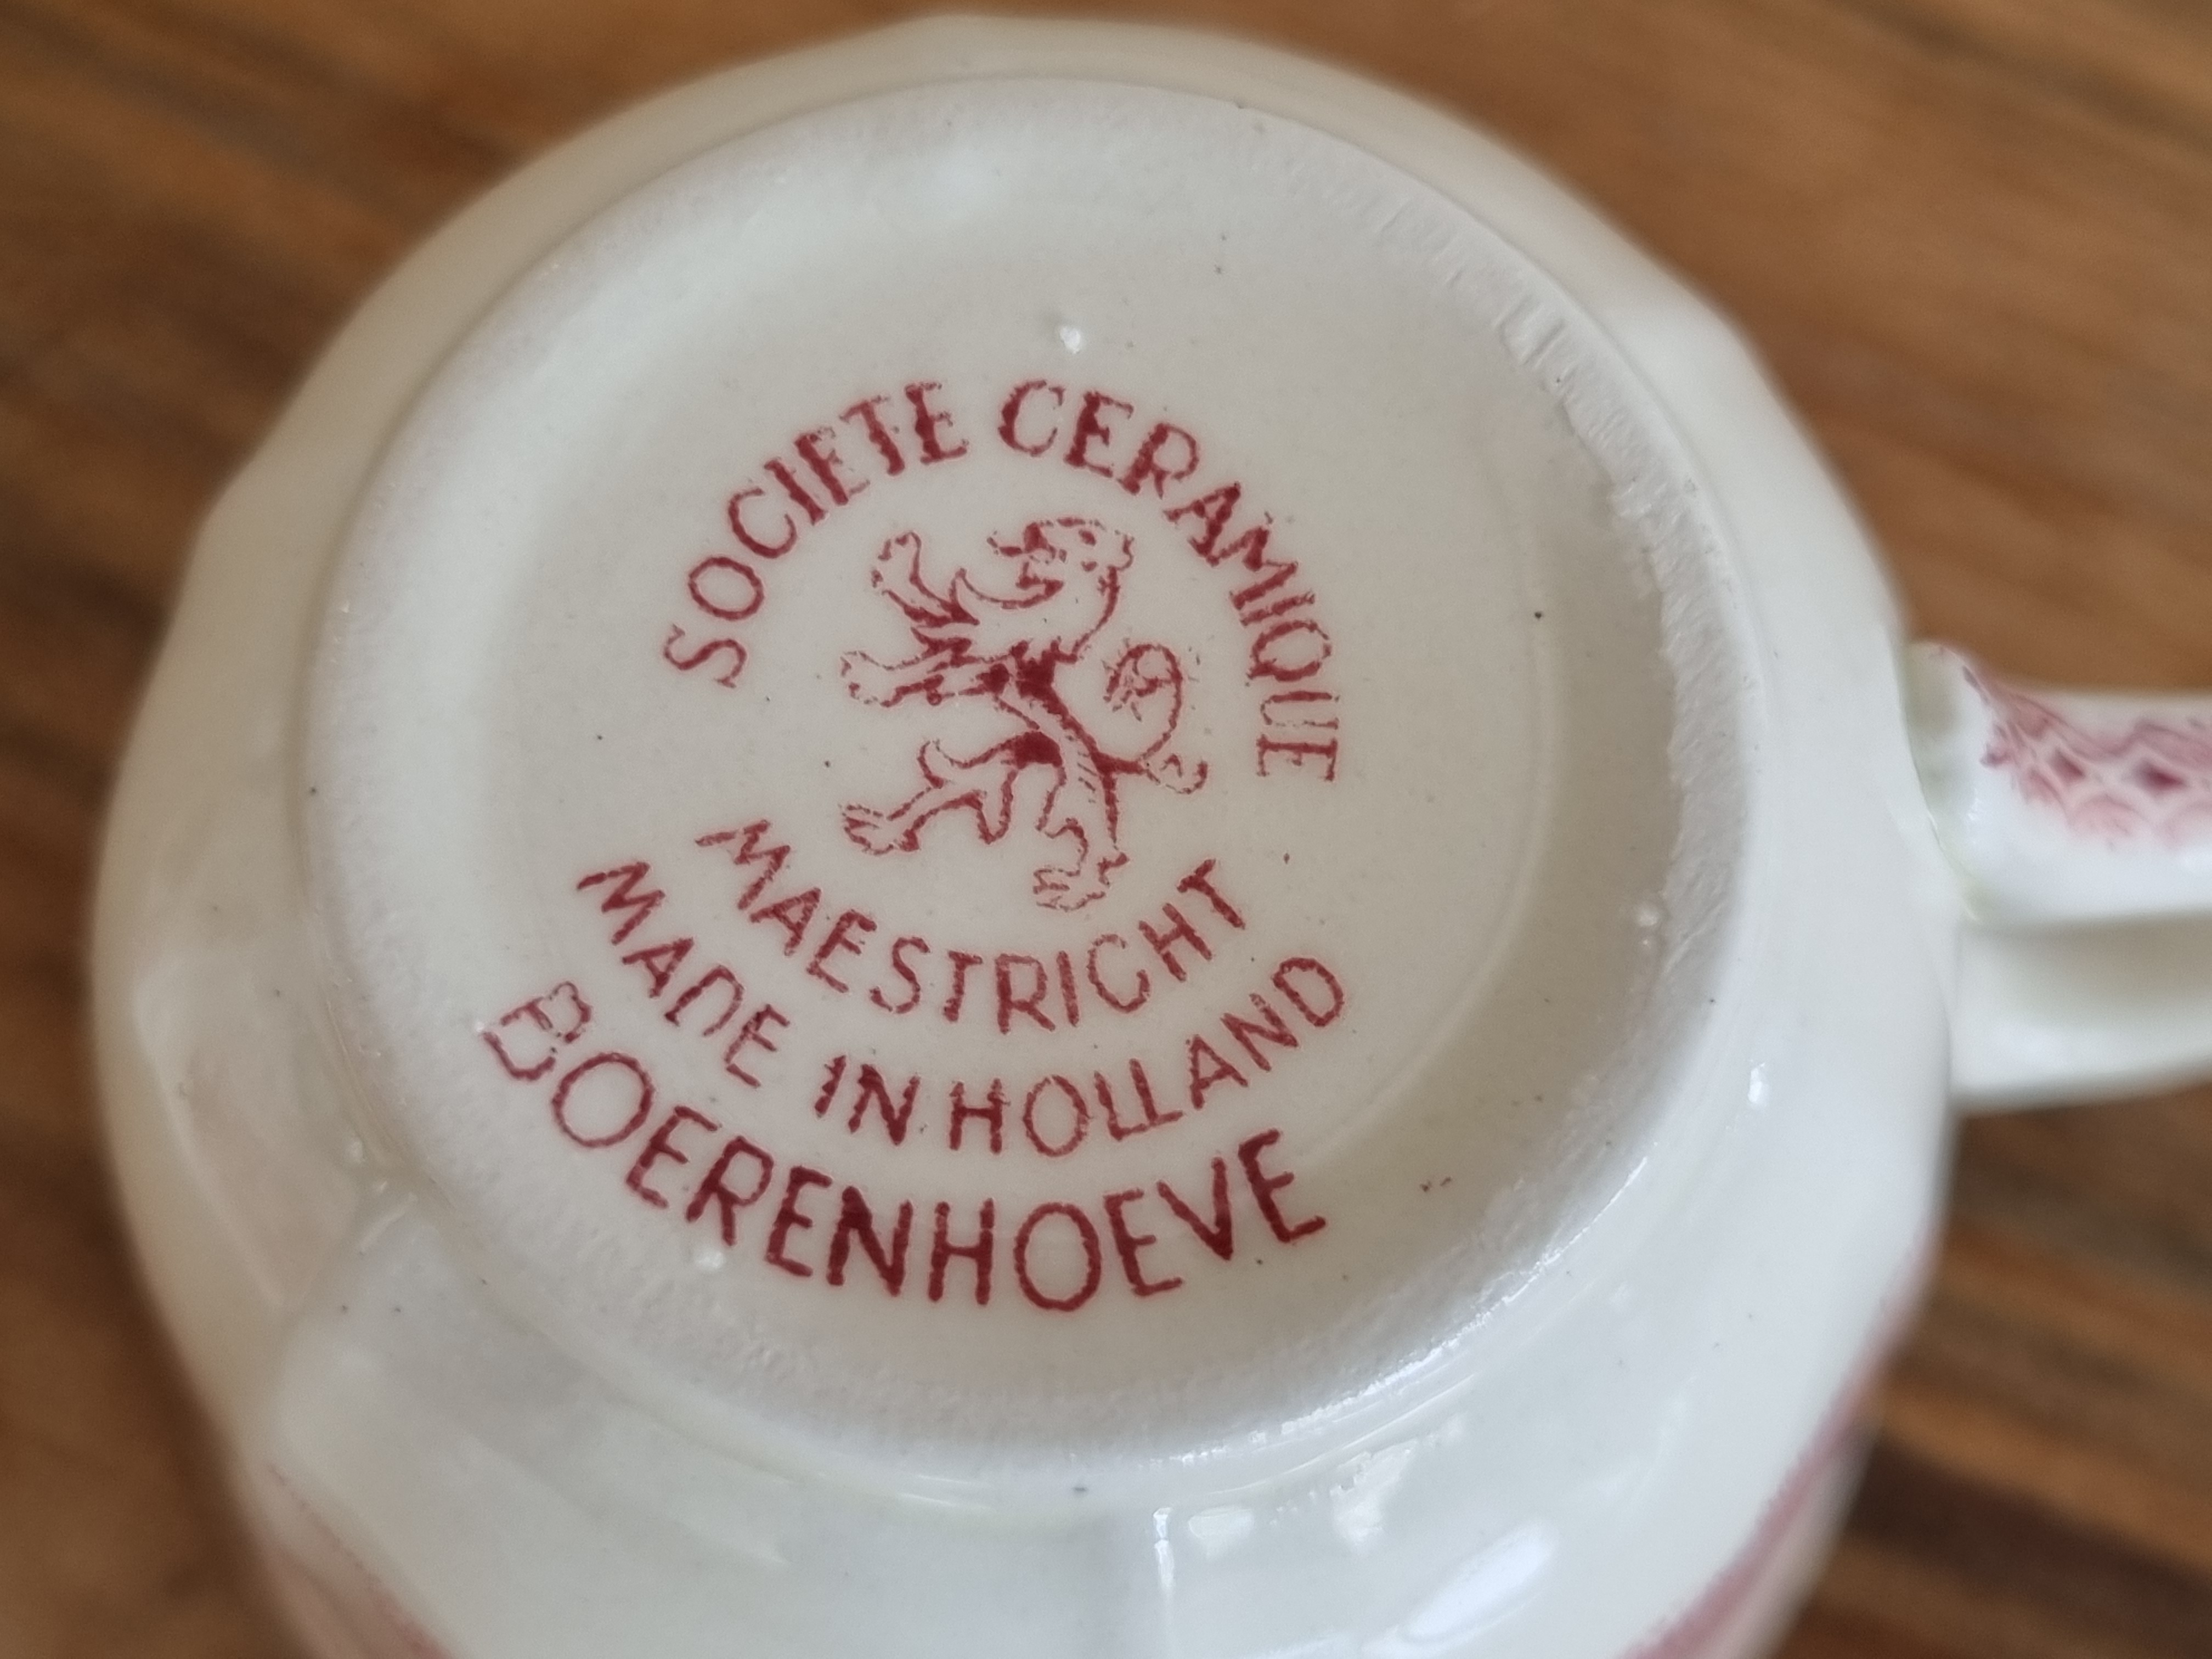 SOCIETE CERAMIQUE
MAESTRICHT
MADE IN HOLLAND
BOERENHOEVE